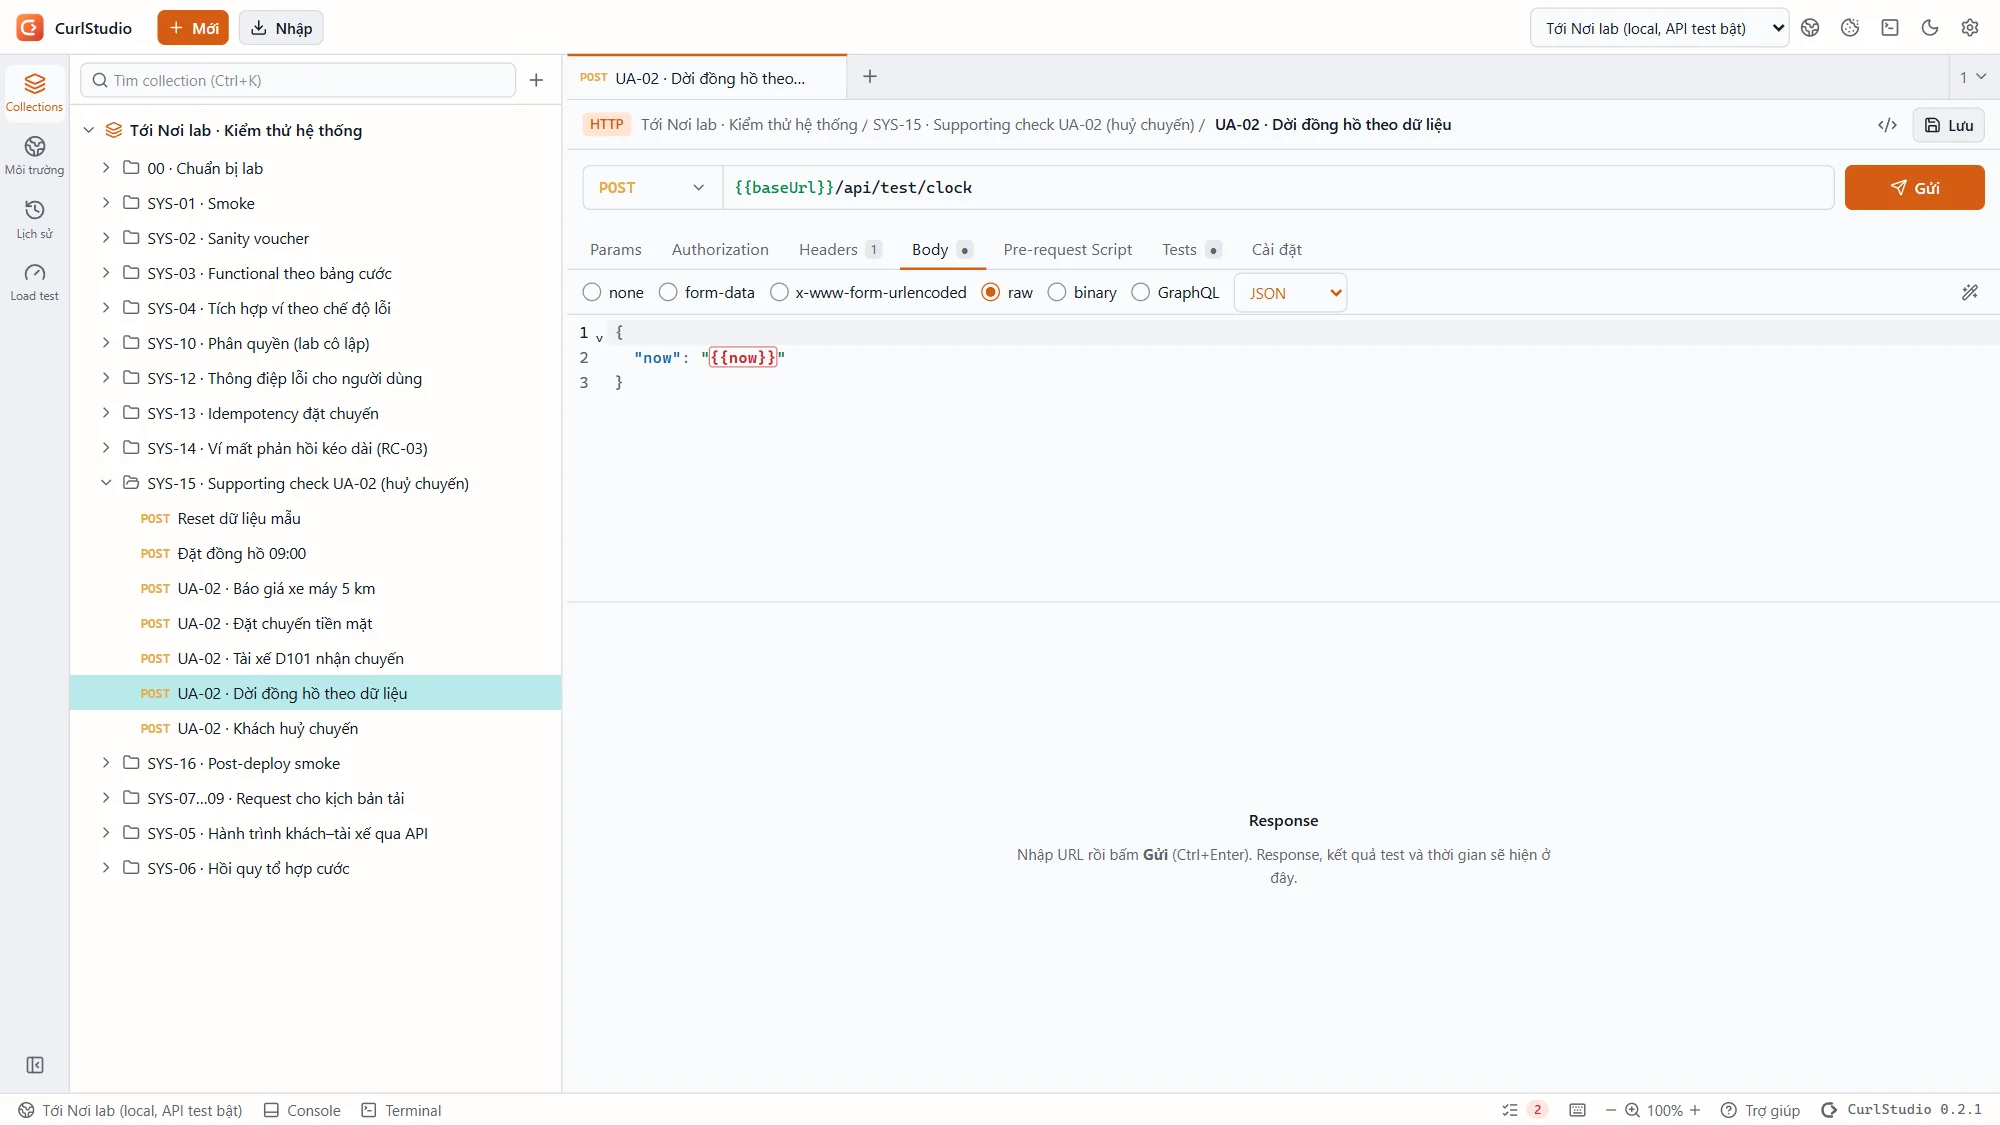 CurlStudio
Mới
Nhập
Tới Nơi lab (local, API test bật)
Collections
Môi trường
Lịch sử
Load test
Tìm collection (Ctrl+K)
Tới Nơi lab · Kiểm thử hệ thống
00 · Chuẩn bị lab
SYS-01 · Smoke
SYS-02 · Sanity voucher
SYS-03 · Functional theo bảng cước
SYS-04 · Tích hợp ví theo chế độ lỗi
SYS-10 · Phân quyền (lab cô lập)
SYS-12 · Thông điệp lỗi cho người dùng
SYS-13 · Idempotency đặt chuyến
SYS-14 · Ví mất phản hồi kéo dài (RC-03)
SYS-15 · Supporting check UA-02 (huỷ chuyến)
POST Reset dữ liệu mẫu
POST Đặt đồng hồ 09:00
POST UA-02 · Báo giá xe máy 5 km
POST UA-02 · Đặt chuyến tiền mặt
POST UA-02 · Tài xế D101 nhận chuyến
POST UA-02 · Dời đồng hồ theo dữ liệu
POST UA-02 · Khách huỷ chuyến
SYS-16 · Post-deploy smoke
SYS-07…09 · Request cho kịch bản tải
SYS-05 · Hành trình khách–tài xế qua API
SYS-06 · Hồi quy tổ hợp cước
POST UA-02 · Dời đồng hồ theo...
1
HTTP Tới Nơi lab · Kiểm thử hệ thống / SYS-15 · Supporting check UA-02 (huỷ chuyến) / UA-02 · Dời đồng hồ theo dữ liệu
Lưu
POST {{baseUrl}}/api/test/clock
Gửi
Params Authorization Headers 1 Body Pre-request Script Tests Cài đặt
none form-data x-www-form-urlencoded raw binary GraphQL JSON
1 {
2 "now": "{{now}}"
3 }
Response
Nhập URL rồi bấm Gửi (Ctrl+Enter). Response, kết quả test và thời gian sẽ hiện ở
đây.
Tới Nơi lab (local, API test bật) Console Terminal
2 100% Trợ giúp CurlStudio 0.2.1